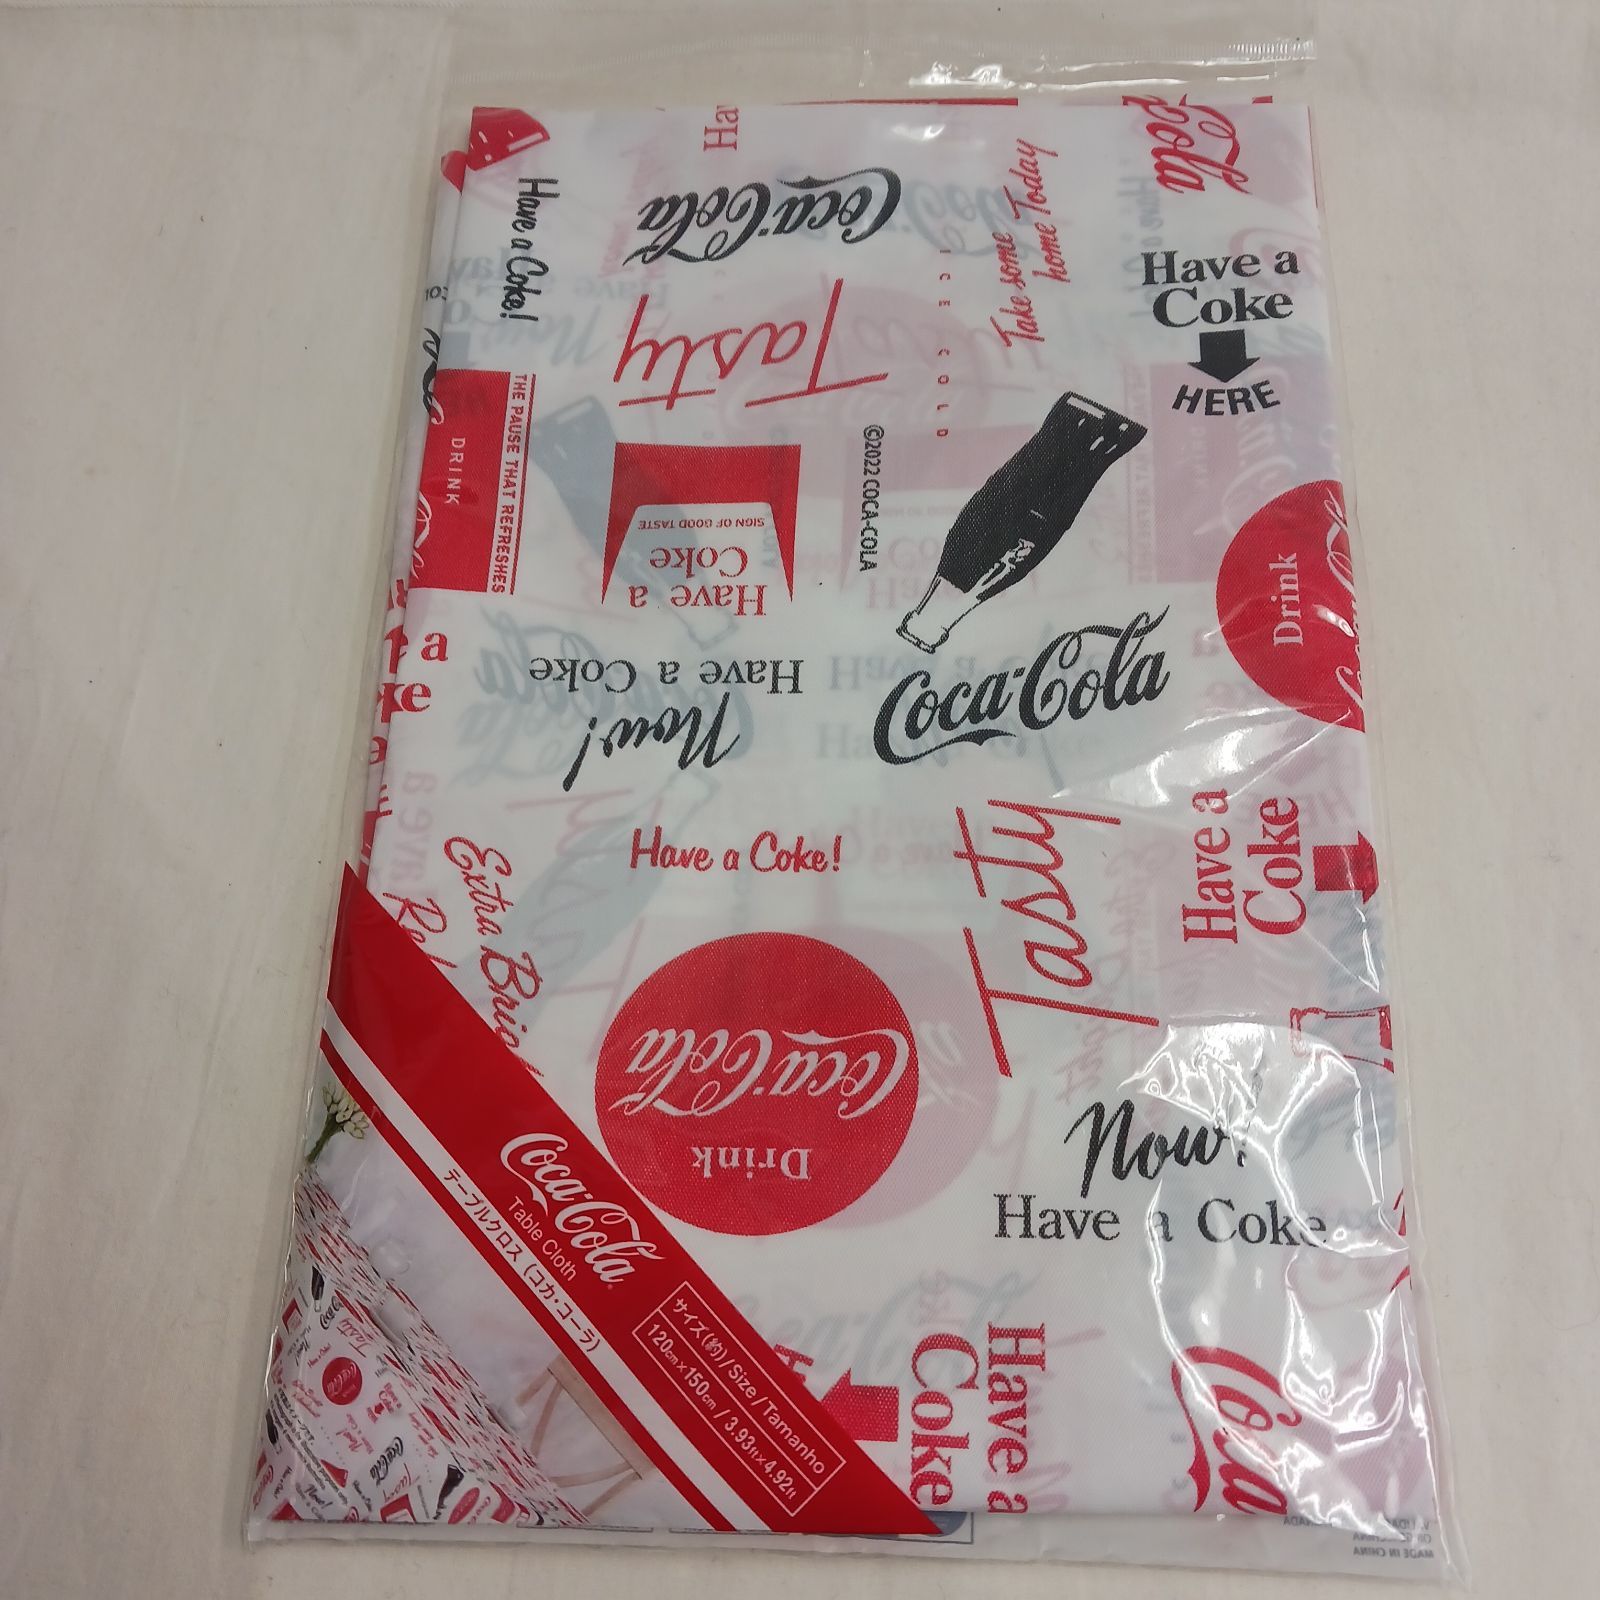 Cola
Hav
Have a Coke!
Coca-Cola
Take some Today
home Today
ICE COLD
Have a
Coke
HERE
Tasty
THE PAUSE THAT REFRESHES
DRINK
SIGN OF GOOD TASTE
Have a
Coke
©2022 COCA-COLA
Drink
Now!
Have a Coke
Coca-Cola
Have a Coke!
Tasty
Have a
Coke
Extra Brig
Drink
Coca-Cola
Now!
Have a Coke
Have a
Coke
Coca
Coca-Cola
Table Cloth
テーブルクロス (コカ・コーラ)
サイズ(約)/Size/Tamanho
120cm×150cm / 3.93ft×4.92ft
MADE IN CHINA